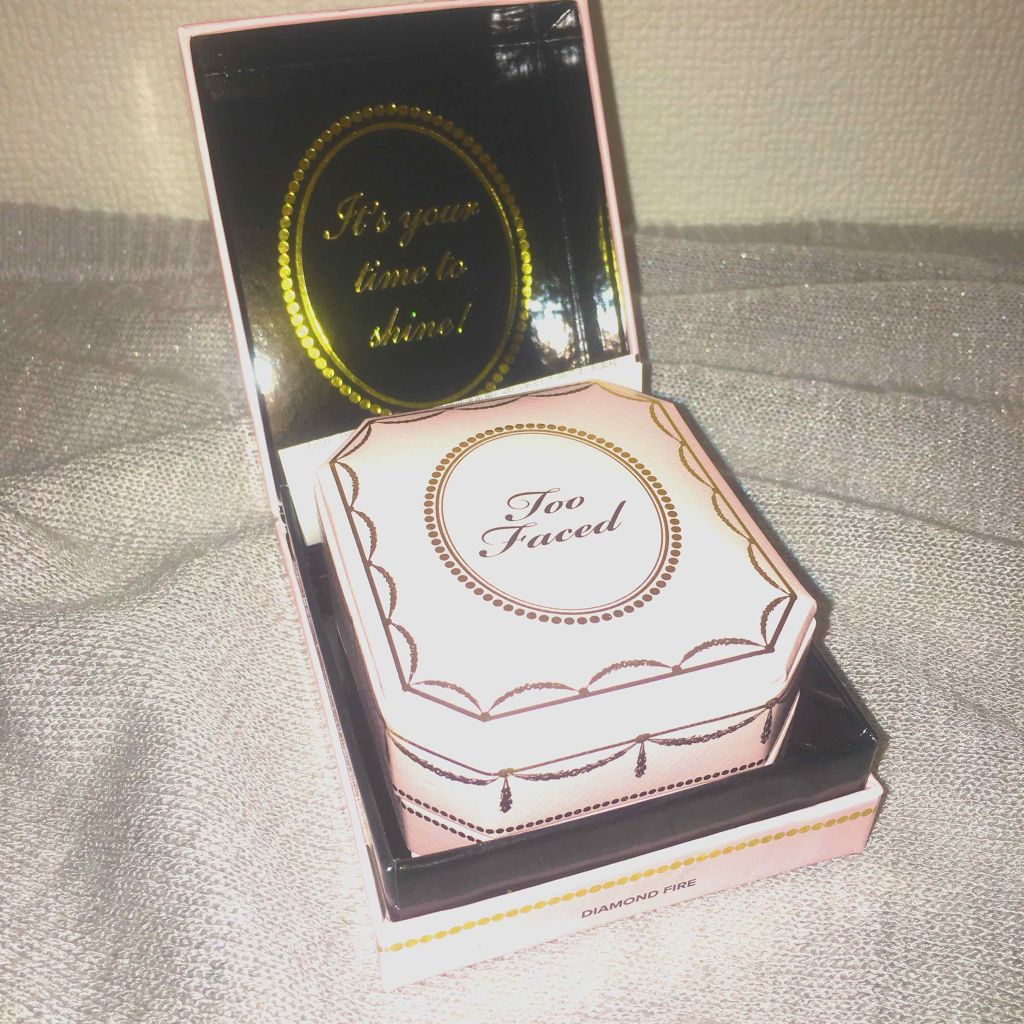 It's your
time to
shine!
Too
Faced
DIAMOND FIRE